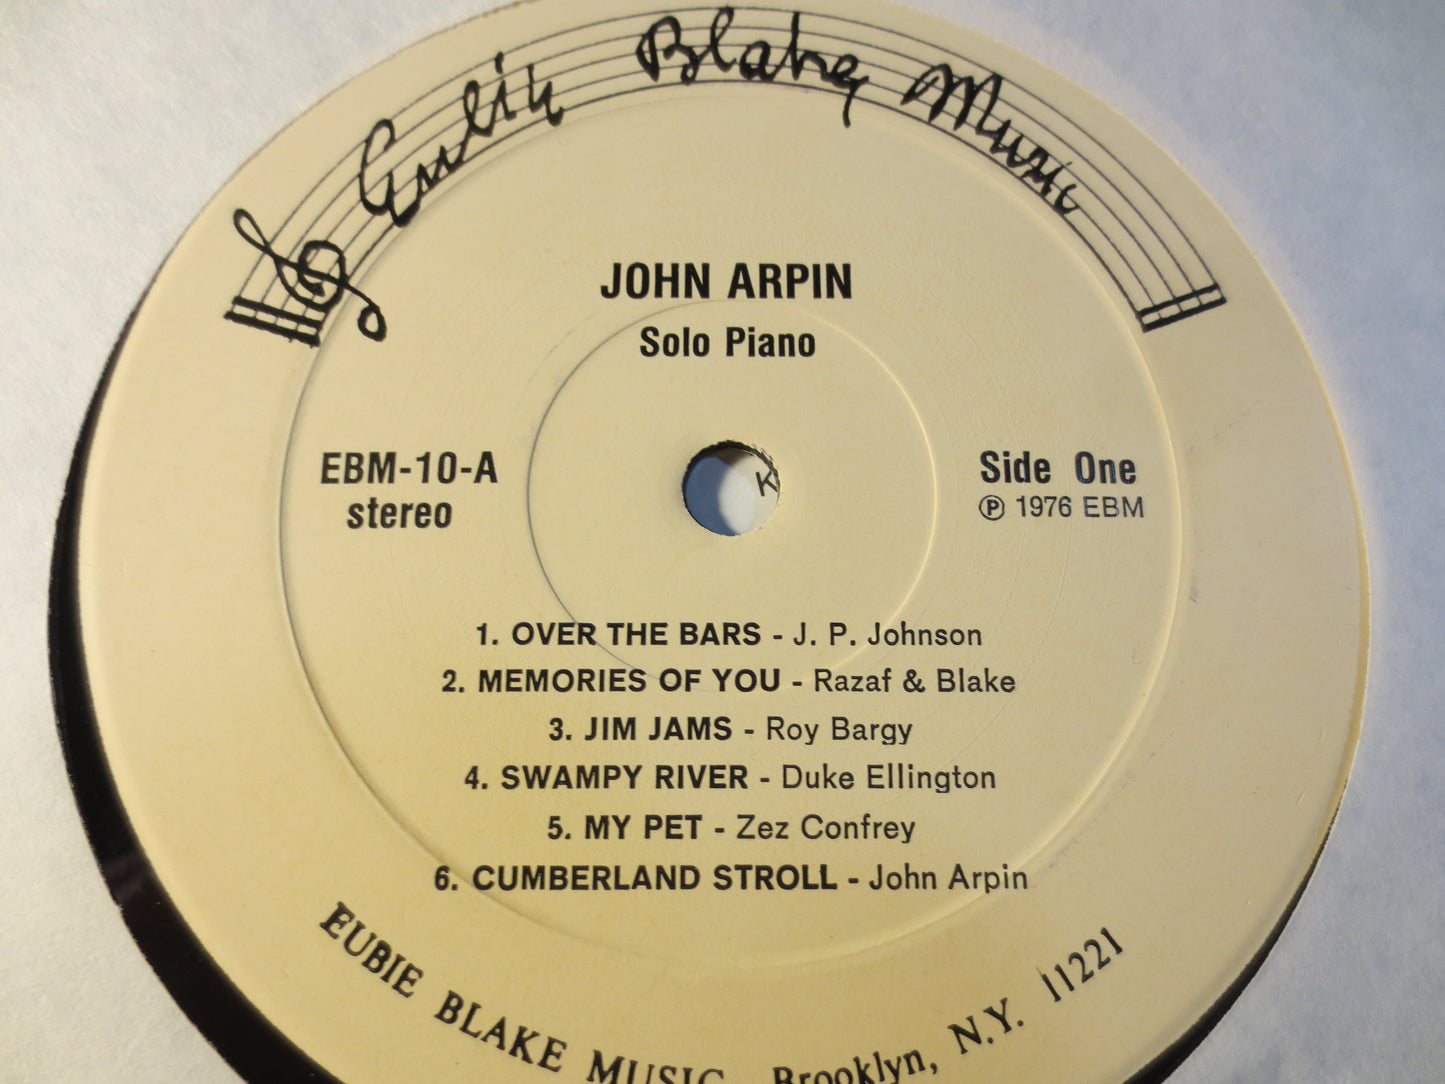 Eubie Blake Music
JOHN ARPIN
Solo Piano
EBM-10-A
stereo
Side One
℗ 1976 EBM
K
1. OVER THE BARS - J. P. Johnson
2. MEMORIES OF YOU - Razaf & Blake
3. JIM JAMS - Roy Bargy
4. SWAMPY RIVER - Duke Ellington
5. MY PET - Zez Confrey
6. CUMBERLAND STROLL - John Arpin
EUBIE BLAKE MUSIC Brooklyn, N.Y. 11221